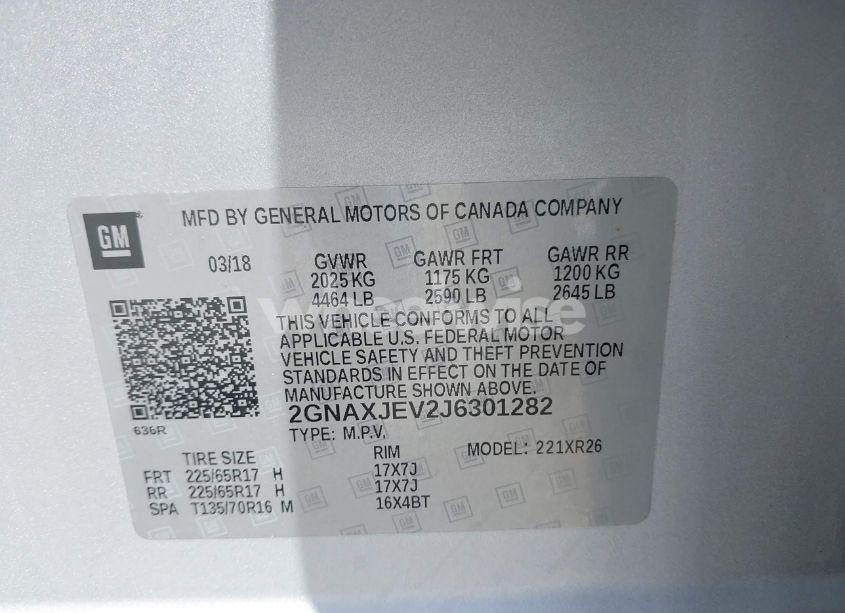 GM
MFD BY GENERAL MOTORS OF CANADA COMPANY
03/18 GVWR GAWR FRT GAWR RR
2025 KG 1175 KG 1200 KG
4464 LB 2590 LB 2645 LB
THIS VEHICLE CONFORMS TO ALL
APPLICABLE U.S. FEDERAL MOTOR
VEHICLE SAFETY AND THEFT PREVENTION
STANDARDS IN EFFECT ON THE DATE OF
MANUFACTURE SHOWN ABOVE.
2GNAXJEV2J6301282
636R
TYPE: M.P.V. MODEL: 221XR26
TIRE SIZE RIM
FRT 225/65R17 H 17X7J
RR 225/65R17 H 17X7J
SPA T135/70R16 M 16X4BT